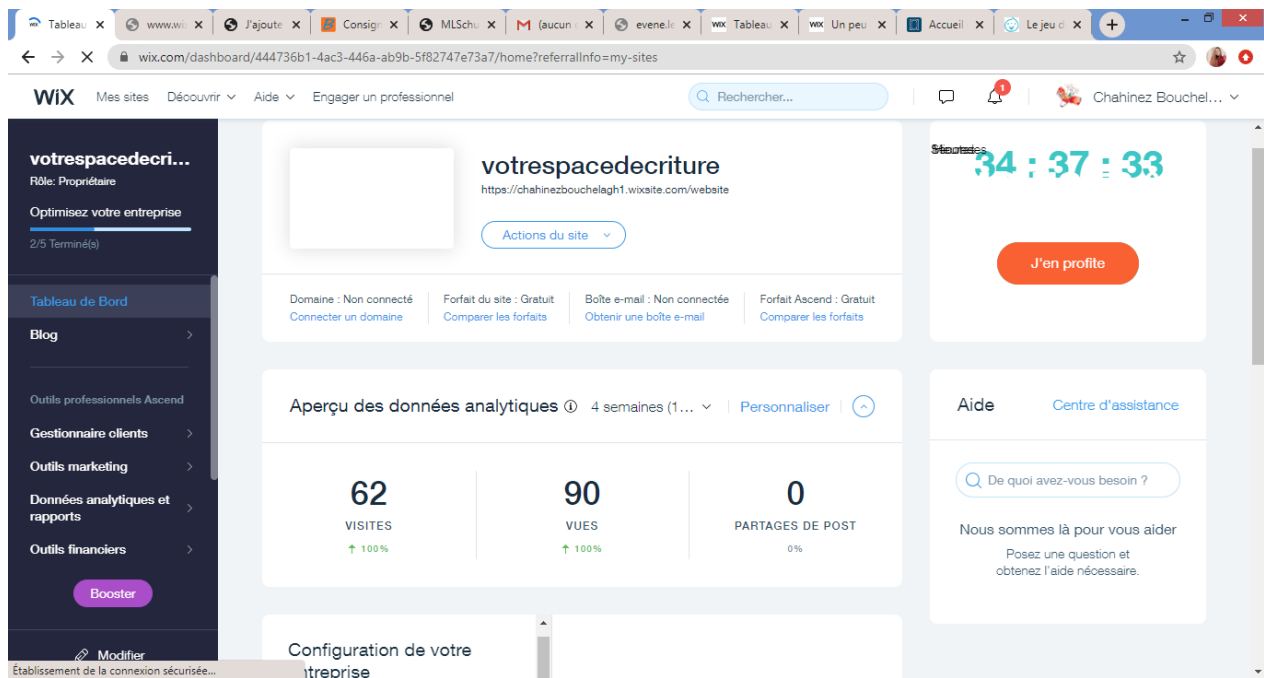 Tableau
www.wi
J'ajoute
Consign
MLSchu
(aucun
evene.le
Tableau
Un peu
Accueil
Le jeu d
wix.com/dashboard/444736b1-4ac3-446a-ab9b-5f82747e73a7/home?referralInfo=my-sites
WiX Mes sites Découvrir Aide Engager un professionnel Rechercher... 1 Chahinez Bouchel...
votrespacedecri...
Rôle: Propriétaire
Optimisez votre entreprise
2/5 Terminé(s)
Tableau de Bord
Blog
Outils professionnels Ascend
Gestionnaire clients
Outils marketing
Données analytiques et
rapports
Outils financiers
Booster
Modifier
Établissement de la connexion sécurisée...
votrespacedecriture
https://chahinezbouchelagh1.wixsite.com/website
Actions du site
Domaine : Non connecté
Connecter un domaine
Forfait du site : Gratuit
Comparer les forfaits
Boîte e-mail : Non connectée
Obtenir une boîte e-mail
Forfait Ascend : Gratuit
Comparer les forfaits
34 : 37 : 33
J'en profite
Aperçu des données analytiques 4 semaines (1... Personnaliser
62
VISITES
↑ 100%
90
VUES
↑ 100%
0
PARTAGES DE POST
0%
Aide Centre d'assistance
De quoi avez-vous besoin ?
Nous sommes là pour vous aider
Posez une question et
obtenez l'aide nécessaire.
Configuration de votre
entreprise